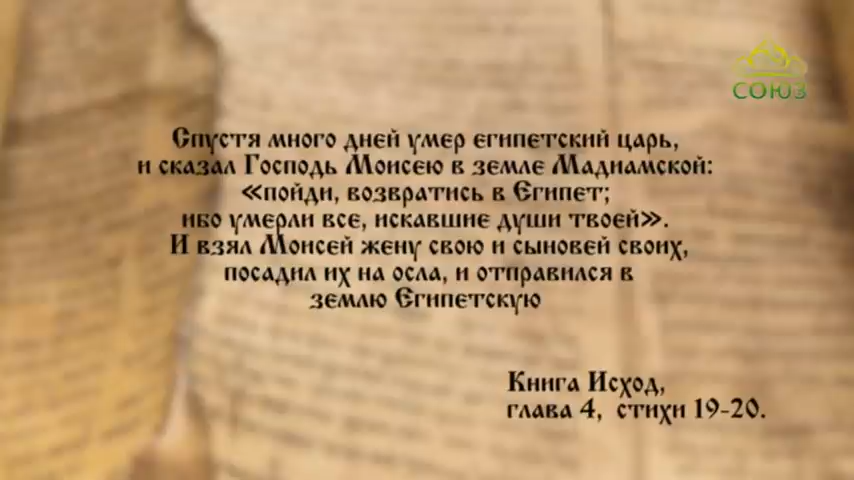 СОЮЗ
Спустя много дней умер египетский царь,
и сказал Господь Моисею в земле Мадиамской:
«пойди, возвратись в Египет;
ибо умерли все, искавшие души твоей».
И взял Моисей жену свою и сыновей своих,
посадил их на осла, и отправился в
землю Египетскую
Книга Исход,
глава 4, стихи 19-20.